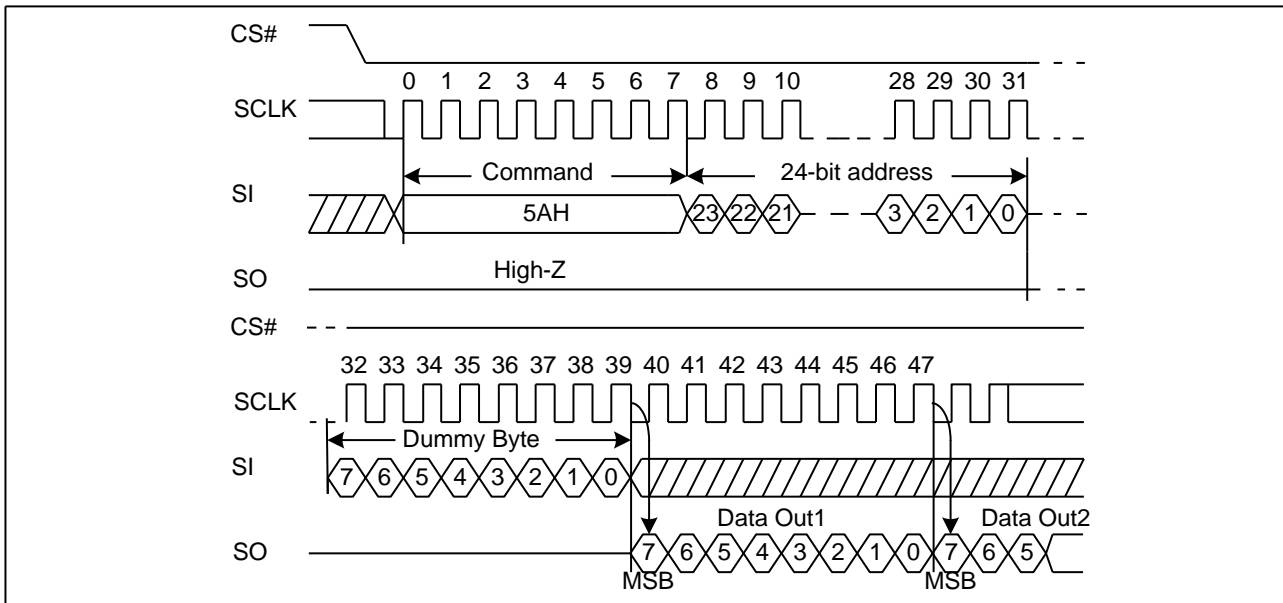 CS#
0 1 2 3 4 5 6 7 8 9 10 28 29 30 31
SCLK
Command 24-bit address
SI
5AH 23 22 21 3 2 1 0
High-Z
SO
CS#
32 33 34 35 36 37 38 39 40 41 42 43 44 45 46 47
SCLK
Dummy Byte
SI
7 6 5 4 3 2 1 0
Data Out1 Data Out2
SO
7 6 5 4 3 2 1 0 7 6 5
MSB MSB